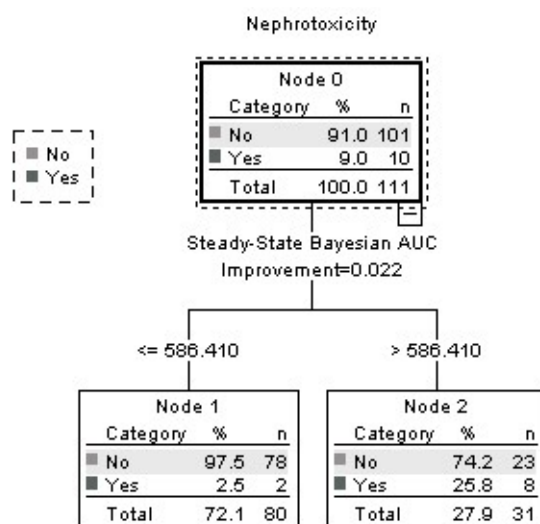 Nephrotoxicity
No
Yes
Node 0
Category % n
No 91.0 101
Yes 9.0 10
Total 100.0 111
Steady-State Bayesian AUC
Improvement=0.022
<= 586.410
> 586.410
Node 1
Category % n
No 97.5 78
Yes 2.5 2
Total 72.1 80
Node 2
Category % n
No 74.2 23
Yes 25.8 8
Total 27.9 31